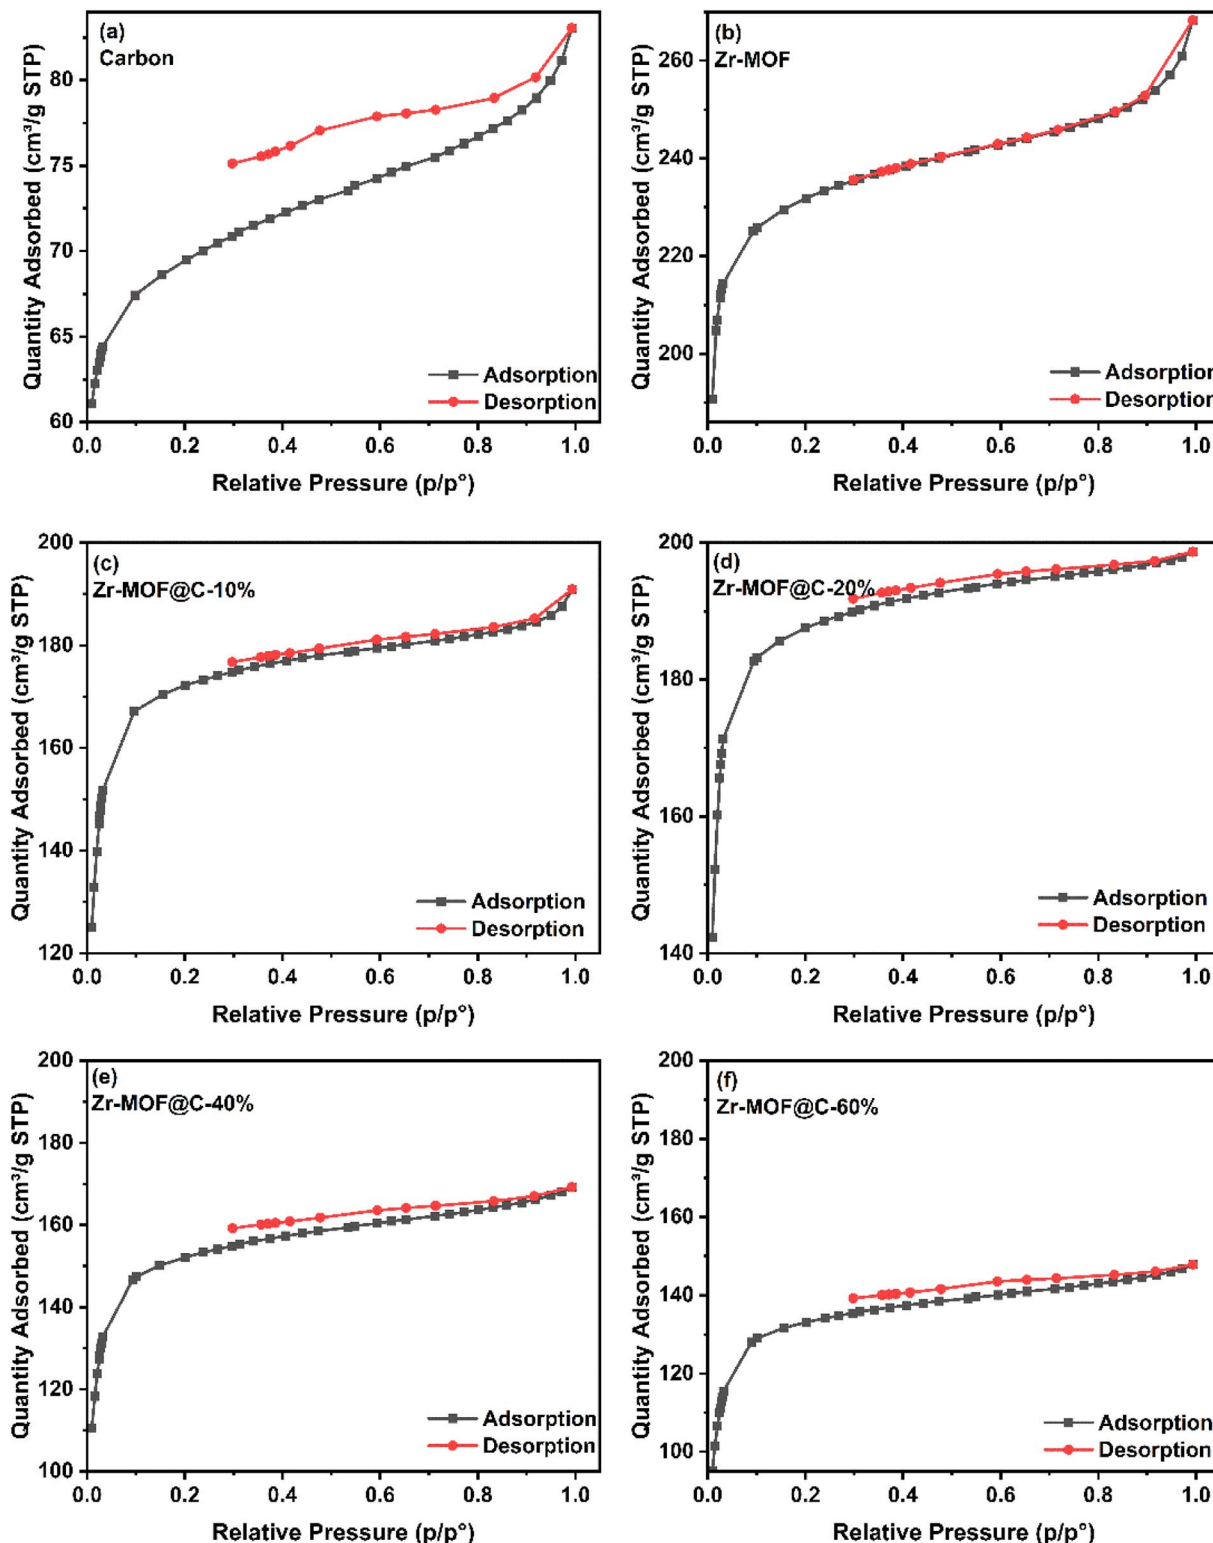 (a)
Carbon
Quantity Adsorbed (cm³/g STP)
80
75
70
65
60
Adsorption
Desorption
0.0 0.2 0.4 0.6 0.8 1.0
Relative Pressure (p/p°)
(b)
Zr-MOF
Quantity Adsorbed (cm³/g STP)
260
240
220
200
Adsorption
Desorption
0.0 0.2 0.4 0.6 0.8 1.0
Relative Pressure (p/p°)
(c)
Zr-MOF@C-10%
Quantity Adsorbed (cm³/g STP)
200
180
160
140
120
Adsorption
Desorption
0.0 0.2 0.4 0.6 0.8 1.0
Relative Pressure (p/p°)
(d)
Zr-MOF@C-20%
Quantity Adsorbed (cm³/g STP)
200
180
160
140
Adsorption
Desorption
0.0 0.2 0.4 0.6 0.8 1.0
Relative Pressure (p/p°)
(e)
Zr-MOF@C-40%
Quantity Adsorbed (cm³/g STP)
200
180
160
140
120
100
Adsorption
Desorption
0.0 0.2 0.4 0.6 0.8 1.0
Relative Pressure (p/p°)
(f)
Zr-MOF@C-60%
Quantity Adsorbed (cm³/g STP)
200
180
160
140
120
100
Adsorption
Desorption
0.0 0.2 0.4 0.6 0.8 1.0
Relative Pressure (p/p°)